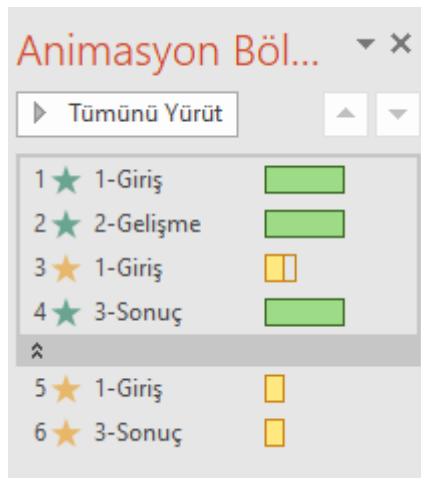 Animasyon Böl...
Tümünü Yürüt
1 1-Giriş
2 2-Gelişme
3 1-Giriş
4 3-Sonuç
5 1-Giriş
6 3-Sonuç